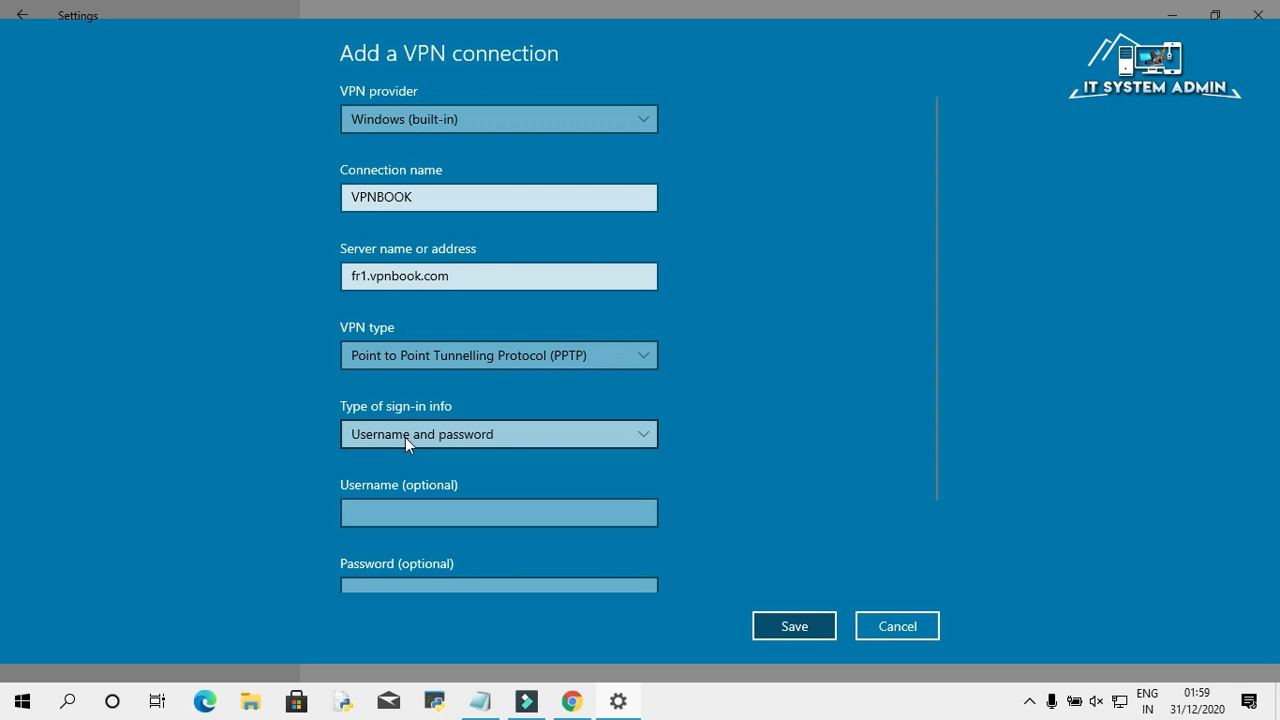 Settings
Add a VPN connection
IT SYSTEM ADMIN
VPN provider
Windows (built-in)
Connection name
VPNBOOK
Server name or address
fr1.vpnbook.com
VPN type
Point to Point Tunnelling Protocol (PPTP)
Type of sign-in info
Username and password
Username (optional)
Password (optional)
Save
Cancel
ENG
IN
01:59
31/12/2020